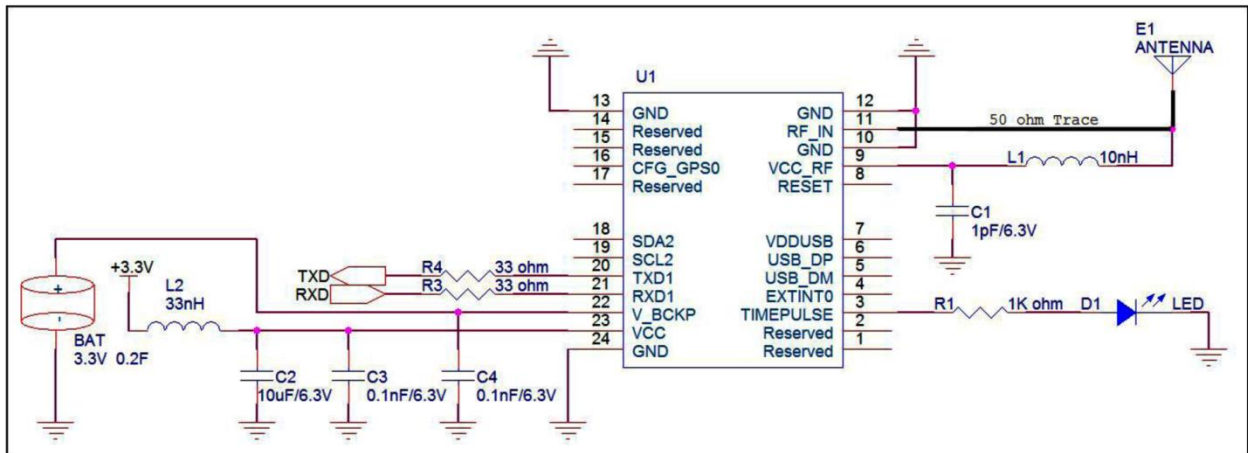 E1
ANTENNA
U1
13 GND
14 Reserved
15 Reserved
16 CFG_GPS0
17 Reserved
18 SDA2
19 SCL2
20 TXD1
21 RXD1
22 V_BCKP
23 VCC
24 GND
12 GND
11 RF_IN
10 GND
9 VCC_RF
8 RESET
7 VDDUSB
6 USB_DP
5 USB_DM
4 EXTINT0
3 TIMEPULSE
2 Reserved
1 Reserved
50 ohm Trace
L1 10nH
C1
1pF/6.3V
R1 1K ohm D1 LED
TXD R4 33 ohm
RXD R3 33 ohm
+3.3V
L2
33nH
+
-
BAT
3.3V 0.2F
C2
10uF/6.3V
C3
0.1nF/6.3V
C4
0.1nF/6.3V